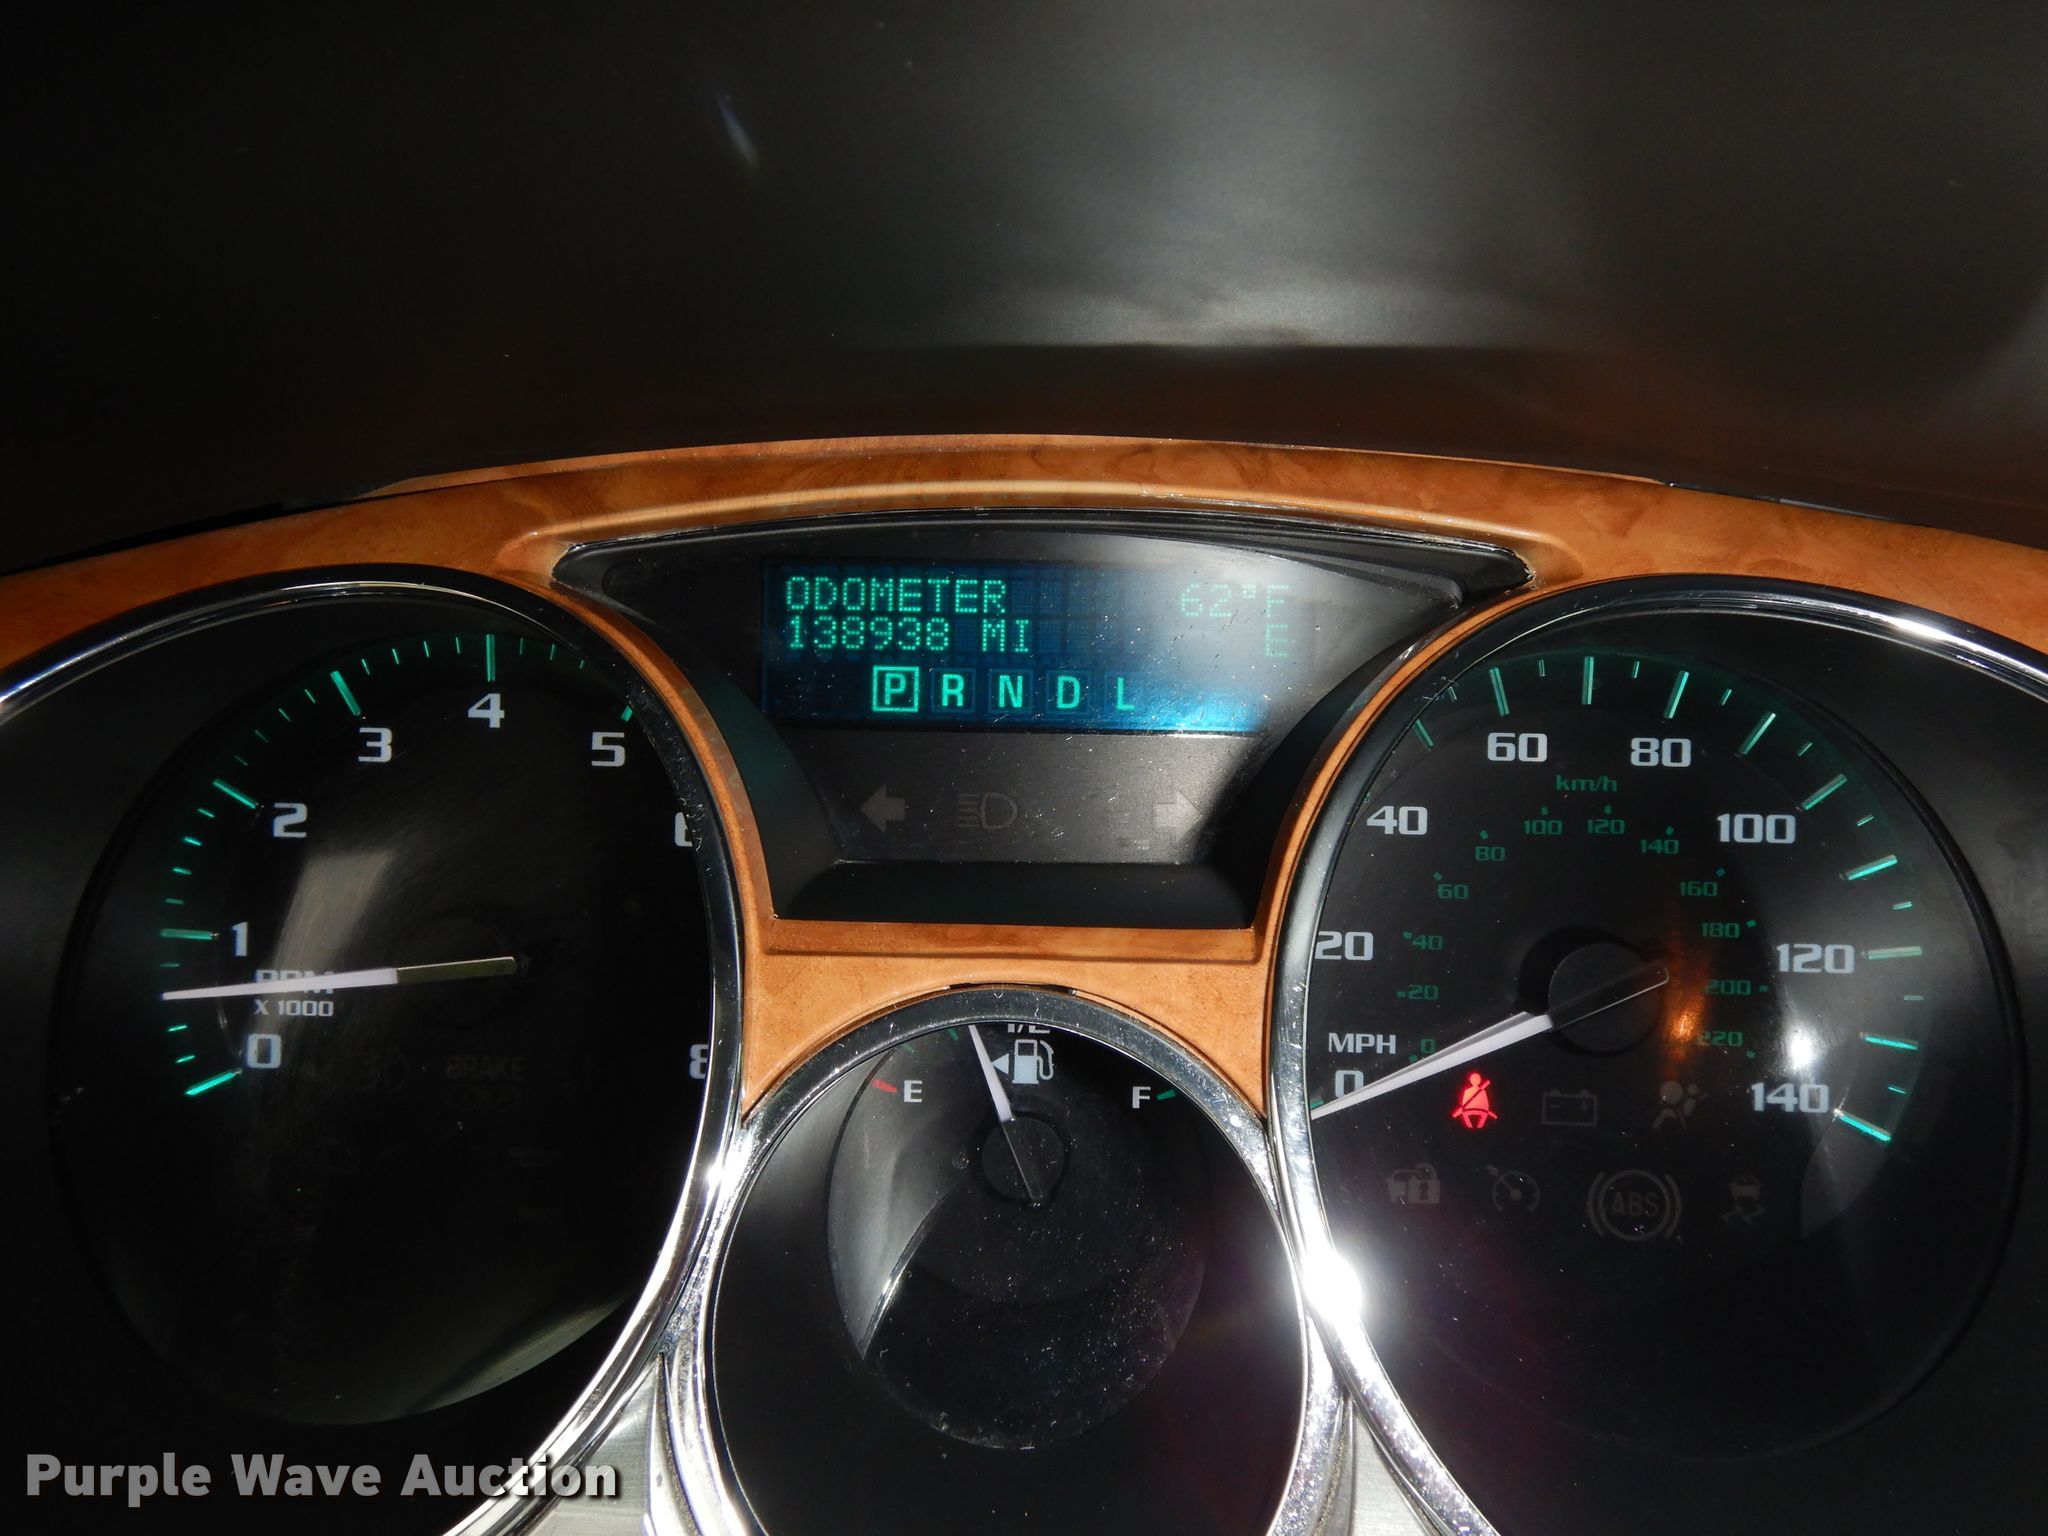 ODOMETER 62°F
138938 MI E
P R N D L
0 1 2 3 4 5 8
RPM
X 1000
BRAKE
0 20 40 60 80 100 120 140
km/h
0 20 40 60 80 100 120 140 160 180 200 220
MPH
E F
ABS
Purple Wave Auction